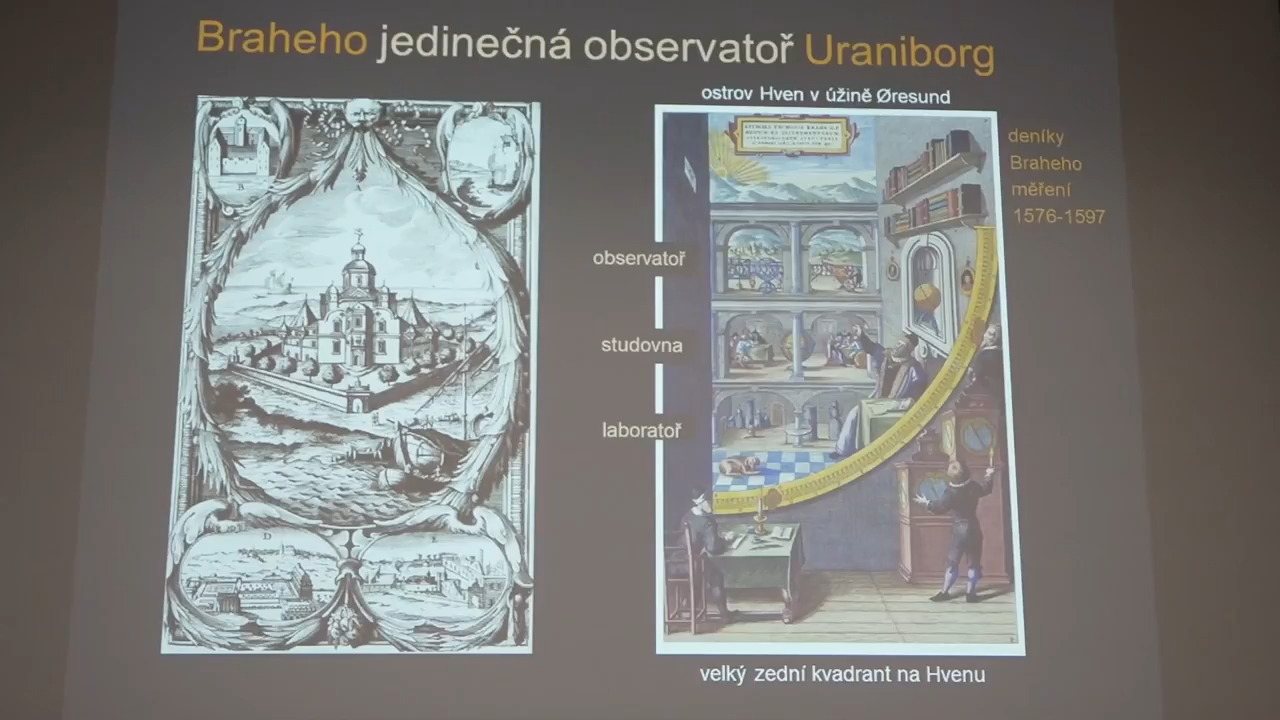 Braheho jedinečná observatoř Uraniborg
ostrov Hven v úžině Øresund
deníky
Braheho
měření
1576-1597
observatoř
studovna
laboratoř
B
A
D
E
velký zední kvadrant na Hvenu